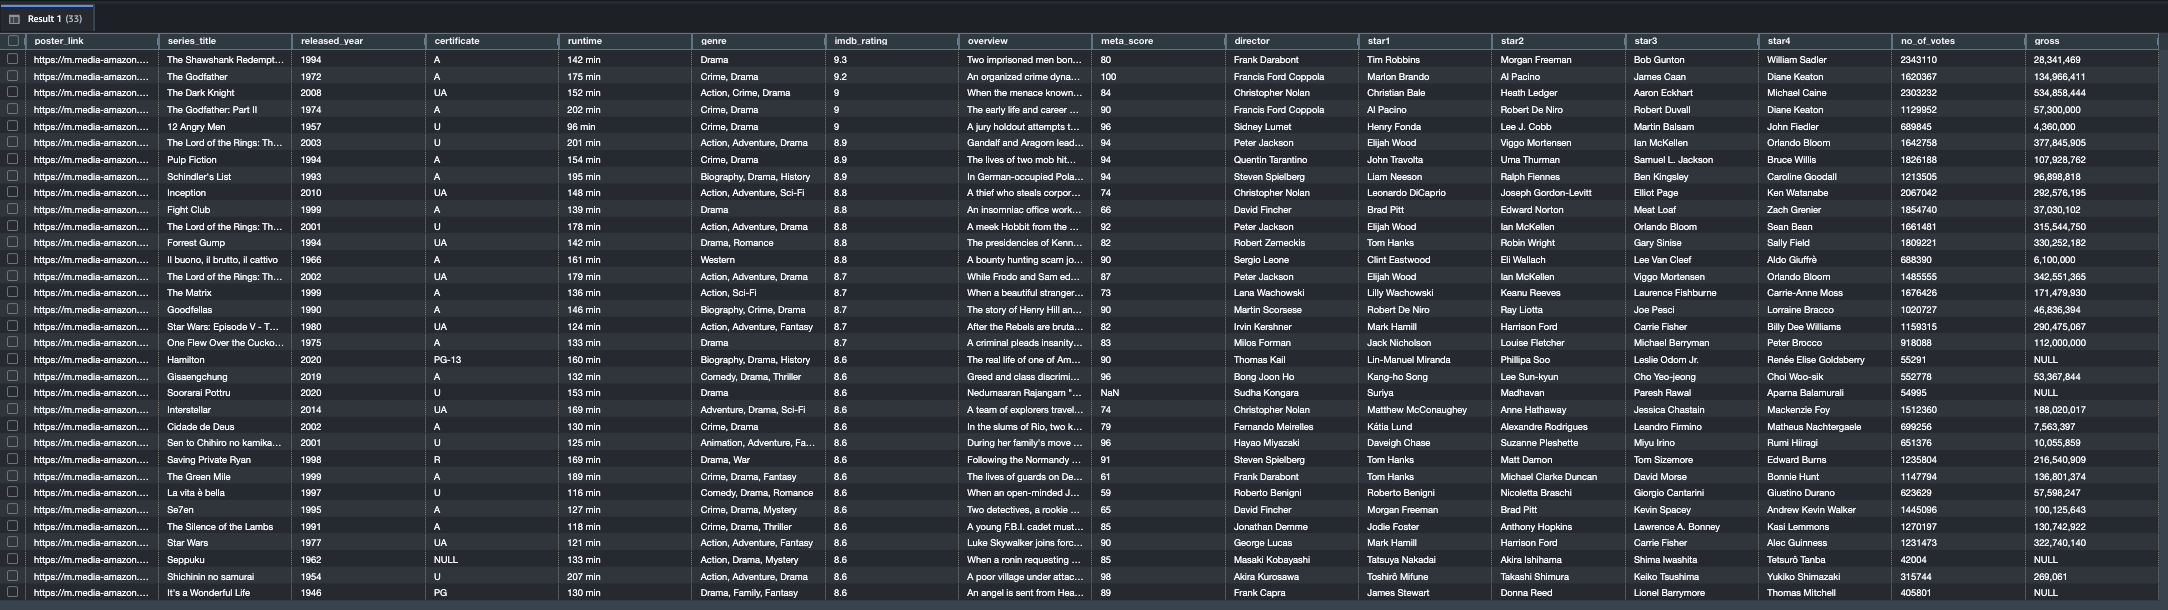 Result 1 (33)
poster_link series_title released_year certificate runtime genre imdb_rating overview meta_score director star1 star2 star3 star4 no_of_votes gross
https://m.media-amazon.... The Shawshank Redempt... 1994 A 142 min Drama 9.3 Two imprisoned men bon... 80 Frank Darabont Tim Robbins Morgan Freeman Bob Gunton William Sadler 2343110 28,341,469
https://m.media-amazon.... The Godfather 1972 A 175 min Crime, Drama 9.2 An organized crime dyna... 100 Francis Ford Coppola Marlon Brando Al Pacino James Caan Diane Keaton 1620367 134,966,411
https://m.media-amazon.... The Dark Knight 2008 UA 152 min Action, Crime, Drama 9 When the menace known... 84 Christopher Nolan Christian Bale Heath Ledger Aaron Eckhart Michael Caine 2303232 534,858,444
https://m.media-amazon.... The Godfather: Part II 1974 A 202 min Crime, Drama 9 The early life and career ... 90 Francis Ford Coppola Al Pacino Robert De Niro Robert Duvall Diane Keaton 1129952 57,300,000
https://m.media-amazon.... 12 Angry Men 1957 U 96 min Crime, Drama 9 A jury holdout attempts t... 96 Sidney Lumet Henry Fonda Lee J. Cobb Martin Balsam John Fiedler 689845 4,360,000
https://m.media-amazon.... The Lord of the Rings: Th... 2003 U 201 min Action, Adventure, Drama 8.9 Gandalf and Aragorn lead... 94 Peter Jackson Elijah Wood Viggo Mortensen Ian McKellen Orlando Bloom 1642758 377,845,905
https://m.media-amazon.... Pulp Fiction 1994 A 154 min Crime, Drama 8.9 The lives of two mob hit... 94 Quentin Tarantino John Travolta Uma Thurman Samuel L. Jackson Bruce Willis 1826188 107,928,762
https://m.media-amazon.... Schindler's List 1993 A 195 min Biography, Drama, History 8.9 In German-occupied Pola... 94 Steven Spielberg Liam Neeson Ralph Fiennes Ben Kingsley Caroline Goodall 1213505 96,898,818
https://m.media-amazon.... Inception 2010 UA 148 min Action, Adventure, Sci-Fi 8.8 A thief who steals corpor... 74 Christopher Nolan Leonardo DiCaprio Joseph Gordon-Levitt Elliot Page Ken Watanabe 2067042 292,576,195
https://m.media-amazon.... Fight Club 1999 A 139 min Drama 8.8 An insomniac office work... 66 David Fincher Brad Pitt Edward Norton Meat Loaf Zach Grenier 1854740 37,030,102
https://m.media-amazon.... The Lord of the Rings: Th... 2001 U 178 min Action, Adventure, Drama 8.8 A meek Hobbit from the ... 92 Peter Jackson Elijah Wood Ian McKellen Orlando Bloom Sean Bean 1661481 315,544,750
https://m.media-amazon.... Forrest Gump 1994 UA 142 min Drama, Romance 8.8 The presidencies of Kenn... 82 Robert Zemeckis Tom Hanks Robin Wright Gary Sinise Sally Field 1809221 330,252,182
https://m.media-amazon.... Il buono, il brutto, il cattivo 1966 A 161 min Western 8.8 A bounty hunting scam jo... 90 Sergio Leone Clint Eastwood Eli Wallach Lee Van Cleef Aldo Giuffrè 688390 6,100,000
https://m.media-amazon.... The Lord of the Rings: Th... 2002 UA 179 min Action, Adventure, Drama 8.7 While Frodo and Sam ed... 87 Peter Jackson Elijah Wood Ian McKellen Viggo Mortensen Orlando Bloom 1485555 342,551,365
https://m.media-amazon.... The Matrix 1999 A 136 min Action, Sci-Fi 8.7 When a beautiful stranger... 73 Lana Wachowski Lilly Wachowski Keanu Reeves Laurence Fishburne Carrie-Anne Moss 1676426 171,479,930
https://m.media-amazon.... Goodfellas 1990 A 146 min Biography, Crime, Drama 8.7 The story of Henry Hill an... 90 Martin Scorsese Robert De Niro Ray Liotta Joe Pesci Lorraine Bracco 1020727 46,836,394
https://m.media-amazon.... Star Wars: Episode V - T... 1980 UA 124 min Action, Adventure, Fantasy 8.7 After the Rebels are bruta... 82 Irvin Kershner Mark Hamill Harrison Ford Carrie Fisher Billy Dee Williams 1159315 290,475,067
https://m.media-amazon.... One Flew Over the Cucko... 1975 A 133 min Drama 8.7 A criminal pleads insanity... 83 Milos Forman Jack Nicholson Louise Fletcher Michael Berryman Peter Brocco 918088 112,000,000
https://m.media-amazon.... Hamilton 2020 PG-13 160 min Biography, Drama, History 8.6 The real life of one of Am... 90 Thomas Kail Lin-Manuel Miranda Phillipa Soo Leslie Odom Jr. Renée Elise Goldsberry 55291 NULL
https://m.media-amazon.... Gisaengchung 2019 A 132 min Comedy, Drama, Thriller 8.6 Greed and class discrimi... 96 Bong Joon Ho Kang-ho Song Lee Sun-kyun Cho Yeo-jeong Choi Woo-sik 552778 53,367,844
https://m.media-amazon.... Soorarai Pottru 2020 U 153 min Drama 8.6 Nedumaaran Rajangam "... NaN Sudha Kongara Suriya Madhavan Paresh Rawal Aparna Balamurali 54995 NULL
https://m.media-amazon.... Interstellar 2014 UA 169 min Adventure, Drama, Sci-Fi 8.6 A team of explorers travel... 74 Christopher Nolan Matthew McConaughey Anne Hathaway Jessica Chastain Mackenzie Foy 1512360 188,020,017
https://m.media-amazon.... Cidade de Deus 2002 A 130 min Crime, Drama 8.6 In the slums of Rio, two k... 79 Fernando Meirelles Kátia Lund Alexandre Rodrigues Leandro Firmino Matheus Nachtergaele 699256 7,563,397
https://m.media-amazon.... Sen to Chihiro no kamika... 2001 U 125 min Animation, Adventure, Fa... 8.6 During her family's move ... 96 Hayao Miyazaki Daveigh Chase Suzanne Pleshette Miyu Irino Rumi Hiiragi 651376 10,055,859
https://m.media-amazon.... Saving Private Ryan 1998 R 169 min Drama, War 8.6 Following the Normandy ... 91 Steven Spielberg Tom Hanks Matt Damon Tom Sizemore Edward Burns 1235804 216,540,909
https://m.media-amazon.... The Green Mile 1999 A 189 min Crime, Drama, Fantasy 8.6 The lives of guards on De... 61 Frank Darabont Tom Hanks Michael Clarke Duncan David Morse Bonnie Hunt 1147794 136,801,374
https://m.media-amazon.... La vita è bella 1997 U 116 min Comedy, Drama, Romance 8.6 When an open-minded J... 59 Roberto Benigni Roberto Benigni Nicoletta Braschi Giorgio Cantarini Giustino Durano 623629 57,598,247
https://m.media-amazon.... Se7en 1995 A 127 min Crime, Drama, Mystery 8.6 Two detectives, a rookie ... 65 David Fincher Morgan Freeman Brad Pitt Kevin Spacey Andrew Kevin Walker 1445096 100,125,643
https://m.media-amazon.... The Silence of the Lambs 1991 A 118 min Crime, Drama, Thriller 8.6 A young F.B.I. cadet must... 85 Jonathan Demme Jodie Foster Anthony Hopkins Lawrence A. Bonney Kasi Lemmons 1270197 130,742,922
https://m.media-amazon.... Star Wars 1977 UA 121 min Action, Adventure, Fantasy 8.6 Luke Skywalker joins forc... 90 George Lucas Mark Hamill Harrison Ford Carrie Fisher Alec Guinness 1231473 322,740,140
https://m.media-amazon.... Seppuku 1962 NULL 133 min Action, Drama, Mystery 8.6 When a ronin requesting ... 85 Masaki Kobayashi Tatsuya Nakadai Akira Ishihama Shima Iwashita Tetsurô Tanba 42004 NULL
https://m.media-amazon.... Shichinin no samurai 1954 U 207 min Action, Adventure, Drama 8.6 A poor village under attac... 98 Akira Kurosawa Toshirô Mifune Takashi Shimura Keiko Tsushima Yukiko Shimazaki 315744 269,061
https://m.media-amazon.... It's a Wonderful Life 1946 PG 130 min Drama, Family, Fantasy 8.6 An angel is sent from Hea... 89 Frank Capra James Stewart Donna Reed Lionel Barrymore Thomas Mitchell 405801 NULL